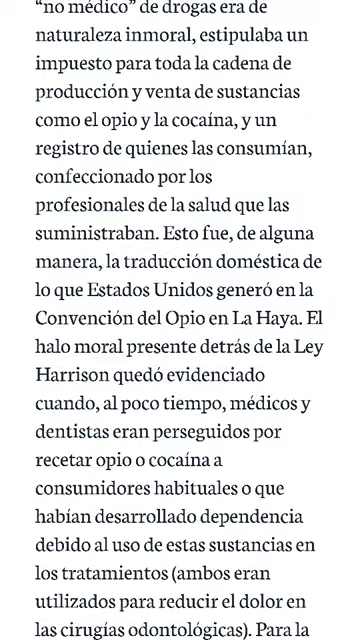 “no médico” de drogas era de
naturaleza inmoral, estipulaba un
impuesto para toda la cadena de
producción y venta de sustancias
como el opio y la cocaína, y un
registro de quienes las consumían,
confeccionado por los
profesionales de la salud que las
suministraban. Esto fue, de alguna
manera, la traducción doméstica de
lo que Estados Unidos generó en la
Convención del Opio en La Haya. El
halo moral presente detrás de la Ley
Harrison quedó evidenciado
cuando, al poco tiempo, médicos y
dentistas eran perseguidos por
recetar opio o cocaína a
consumidores habituales o que
habían desarrollado dependencia
debido al uso de estas sustancias en
los tratamientos (ambos eran
utilizados para reducir el dolor en
las cirugías odontológicas). Para la